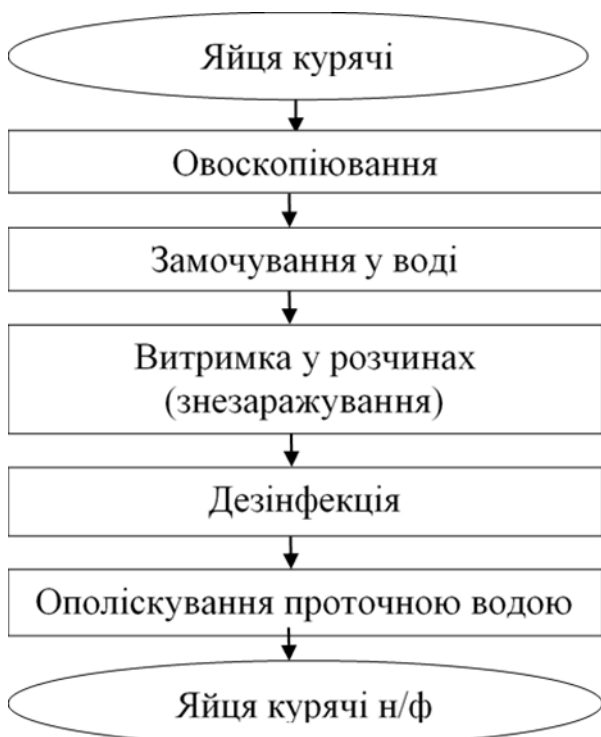 Яйця курячі
Овоскопіювання
Замочування у воді
Витримка у розчинах
(знезаражування)
Дезінфекція
Ополіскування проточною водою
Яйця курячі н/ф